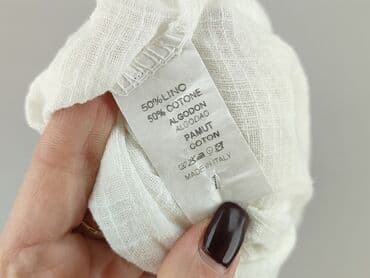 50% LINO
50% COTONE
ALGODON
ALGODAO
PAMUT
COTON
MADE IN ITALY